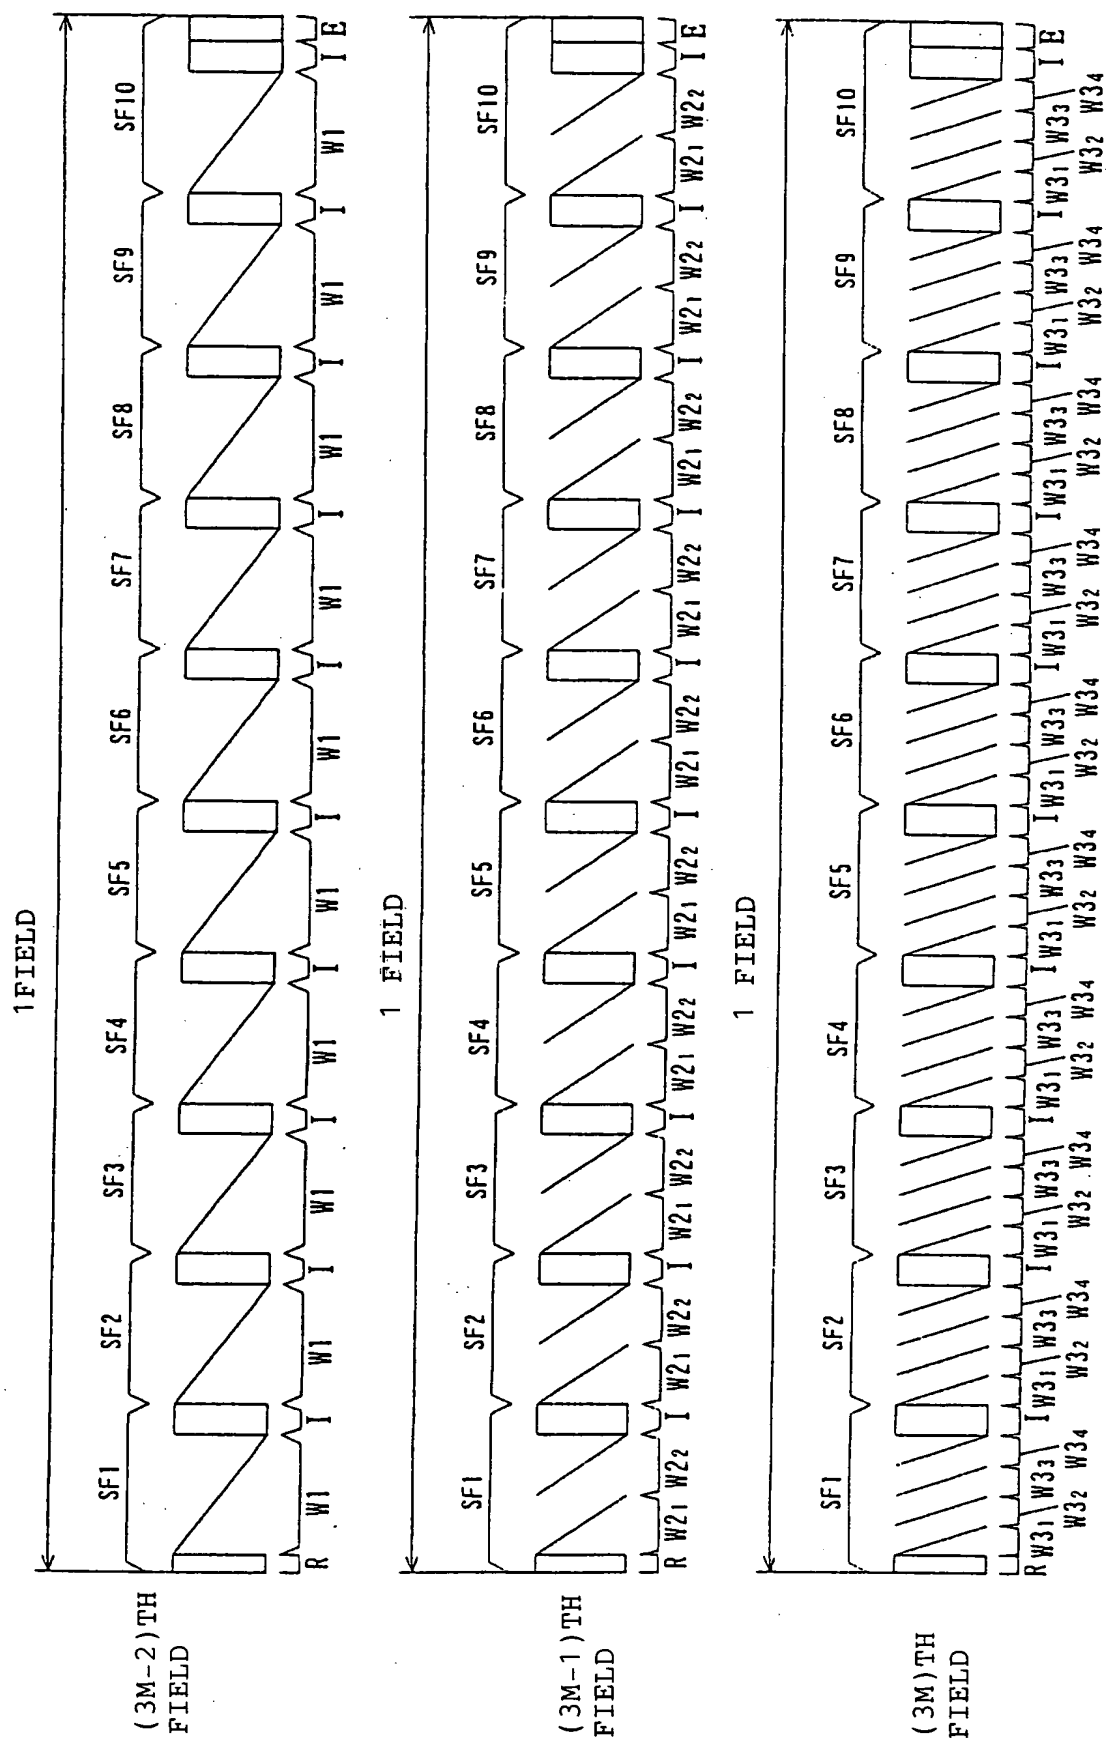 (3M-2)TH
FIELD
1FIELD
SF1 SF2 SF3 SF4 SF5 SF6 SF7 SF8 SF9 SF10
R W1 I W1 I W1 I W1 I W1 I W1 I W1 I W1 I W1 I W1 I E
(3M-1)TH
FIELD
1 FIELD
SF1 SF2 SF3 SF4 SF5 SF6 SF7 SF8 SF9 SF10
R W21 W22 I W21 W22 I W21 W22 I W21 W22 I W21 W22 I W21 W22 I W21 W22 I W21 W22 I W21 W22 I W21 W22 I E
(3M)TH
FIELD
1 FIELD
SF1 SF2 SF3 SF4 SF5 SF6 SF7 SF8 SF9 SF10
R W31 W33 I W31 W33 I W31 W33 I W31 W33 I W31 W33 I W31 W33 I W31 W33 I W31 W33 I W31 W33 I W31 W33 I E
W32 W34 W32 W34 W32 W34 W32 W34 W32 W34 W32 W34 W32 W34 W32 W34 W32 W34 W32 W34